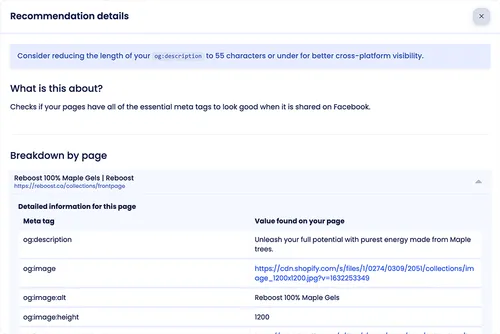 Recommendation details
Consider reducing the length of your og:description to 55 characters or under for better cross-platform visibility.
What is this about?
Checks if your pages have all of the essential meta tags to look good when it is shared on Facebook.
Breakdown by page
Reboost 100% Maple Gels | Reboost
https://reboost.ca/collections/frontpage
Detailed information for this page
Meta tag Value found on your page
og:description Unleash your full potential with purest energy made from Maple
trees.
og:image https://cdn.shopify.com/s/files/1/0274/0309/2051/collections/im
age_1200x1200.jpg?v=1632253349
og:image:alt Reboost 100% Maple Gels
og:image:height 1200